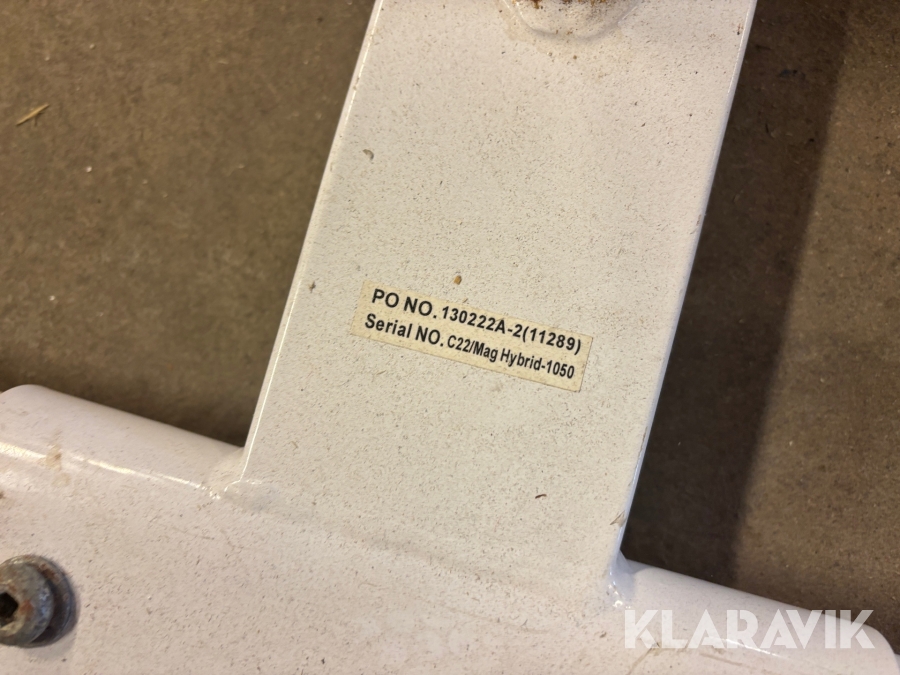 PO NO. 130222A-2(11289)
Serial NO. C22/Mag Hybrid-1050
KLARAVIK